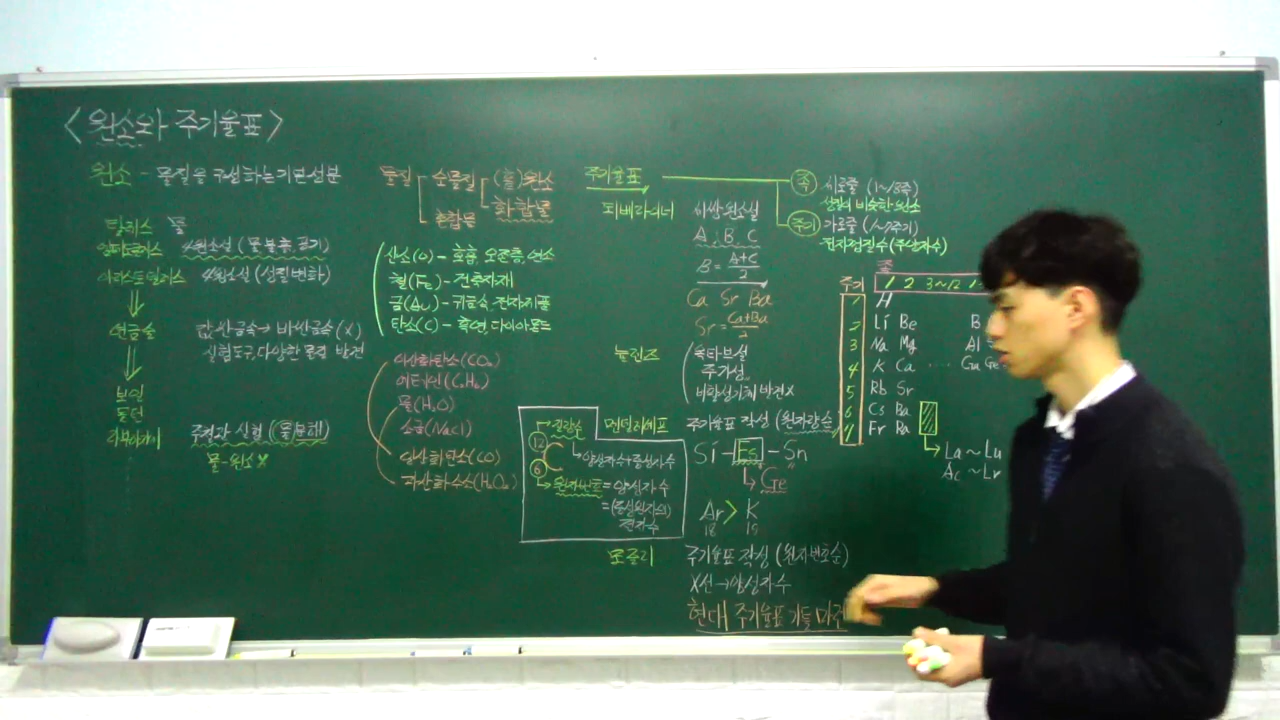 <원소와 주기율표>
원소 - 물질을 구성하는 기본성분
탈레스 물
엠페도클레스 4원소설 (물 불 흙 공기)
아리스토텔레스 4원소설 (성질변화)
연금술 값싼금속→비싼금속(X)
실험도구, 다양한 물질 발견
보일
돌턴
라부아지에 주전관 실험 (물분해!)
물-원소X
물질 순물질 (홑)원소
화합물
혼합물
산소(O) - 호흡, 오존층, 연소
철(Fe) - 건축자재
금(Au) - 귀금속, 전자제품
탄소(C) - 흑연, 다이아몬드
이산화탄소(CO₂)
물(H₂O)
소금(NaCl)
일산화탄소(CO)
과산화수소(H₂O₂)
질량수
12 C
6
양성자수+중성자수
원자번호=양성자수
=(중성원자의)
전자수
주기율표
족 세로줄 (1~18족)
성질이 비슷한 원소
주기 가로줄 (1~7주기)
전자껍질수(
되베라이너 세쌍원소설
A, B, C
B = A+C/2
Ca Sr Ba
Sr = Ca+Ba/2
뉴랜즈 옥타브설
주기성
비활성기체 발견X
멘델레예프 주기율표 작성 (원자량순
Si - Es - Sn
Ge
Ar > K
18 19
모즐리 주기율표 작성 (원자번호순)
X선→양성자수
현대 주기율표 기틀 마련
족
주기 1 2 3~12
1 H
2 Li Be B
3 Na Mg Al
4 K Ca ... Ga Ge
5 Rb Sr
6 Cs Ba
7 Fr Ra
La ~ Lu
Ac ~ Lr